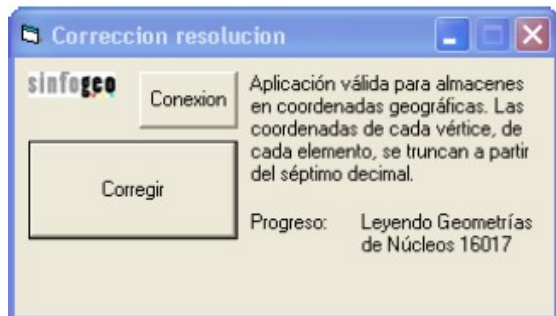 Correccion resolucion
sinfogeo
Conexion
Aplicación válida para almacenes
en coordenadas geográficas. Las
coordenadas de cada vértice, de
cada elemento, se truncan a partir
del séptimo decimal.
Corregir
Progreso: Leyendo Geometrías
de Núcleos 16017